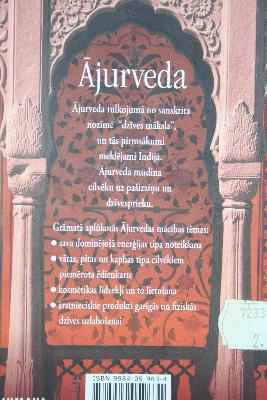 Ājurveda
Ājurveda tulkojumā no sanskrita
nozīmē "dzīves māksla",
un tās pirmsākumi
meklējami Indijā.
Ājurveda mudina
cilvēku uz pašizziņu un
dzīvesprieku.
Grāmatā aplūkotās Ājurvedas mācības tēmas:
• sava dominējošā enerģijas tipa noteikšana
• vātas, pitas un kaphas tipa cilvēkiem
piemērota ēdienkarte
• kosmētikas līdzekļi un to lietošana
• ārstnieciskie produkti garīgās un fiziskās
dzīves uzlabošanai
7233
2.
ISBN 9984-05-963-4